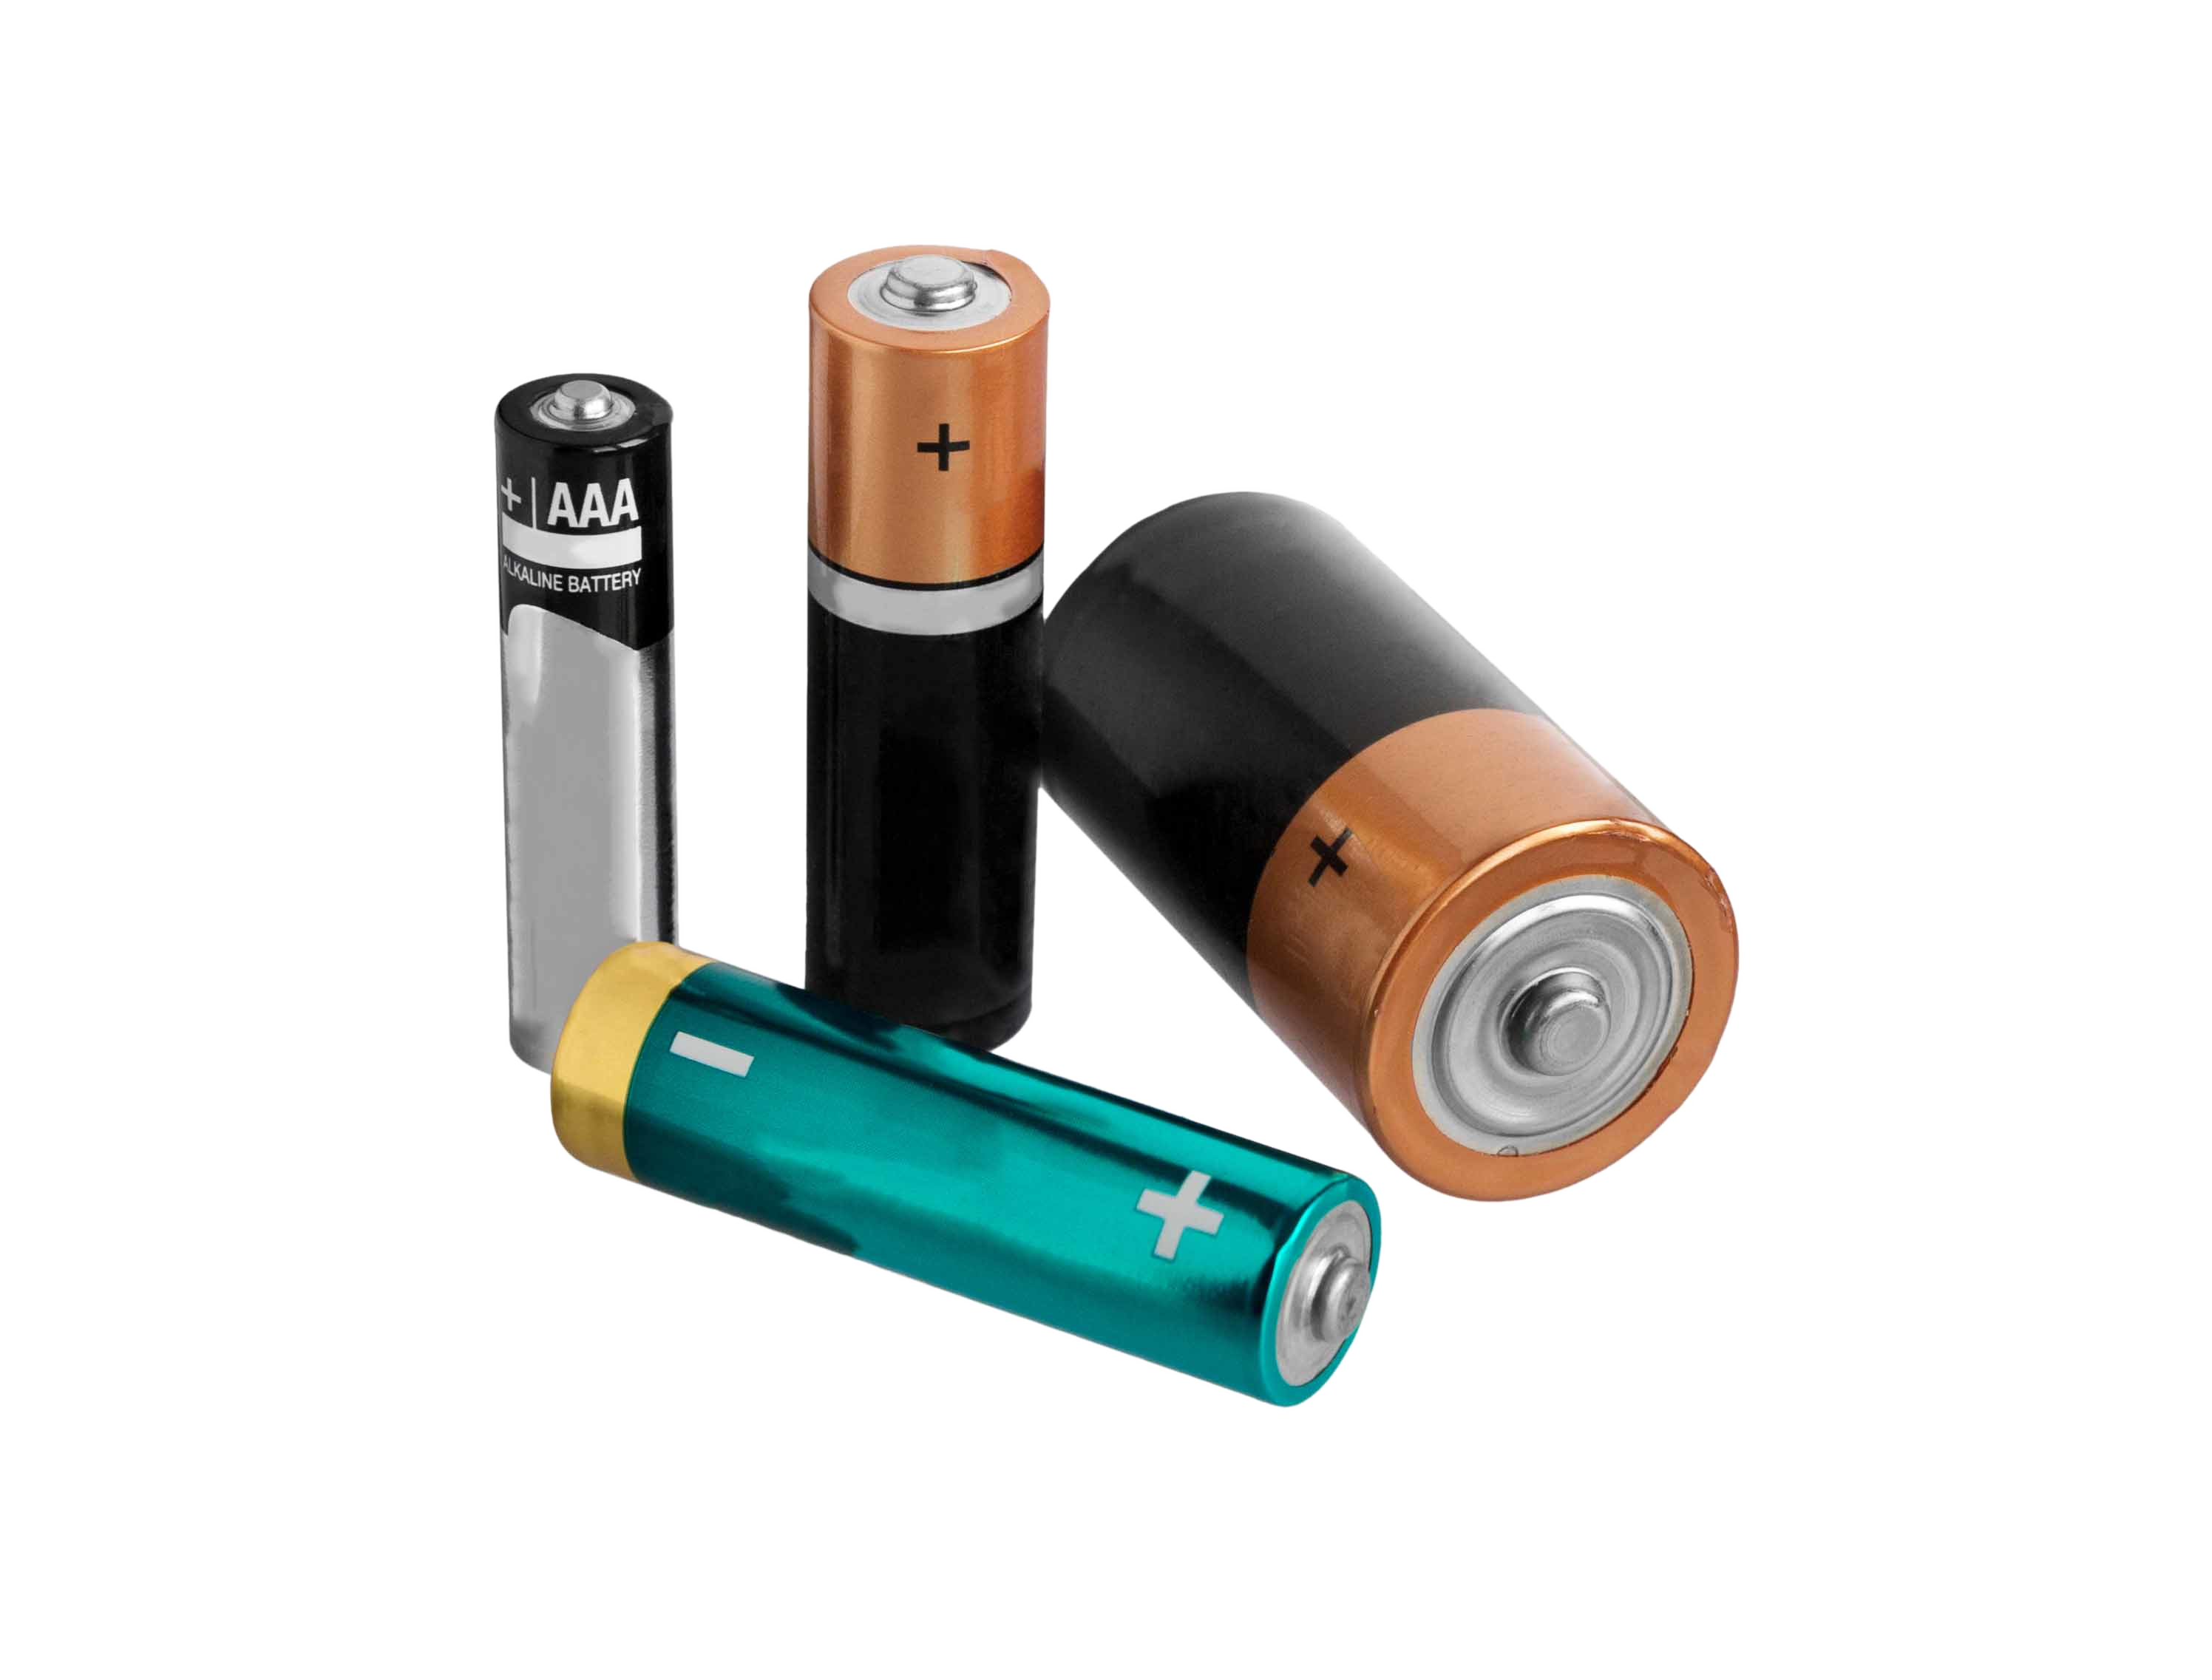 + | AAA
ALKALINE BATTERY
+
+
−
+